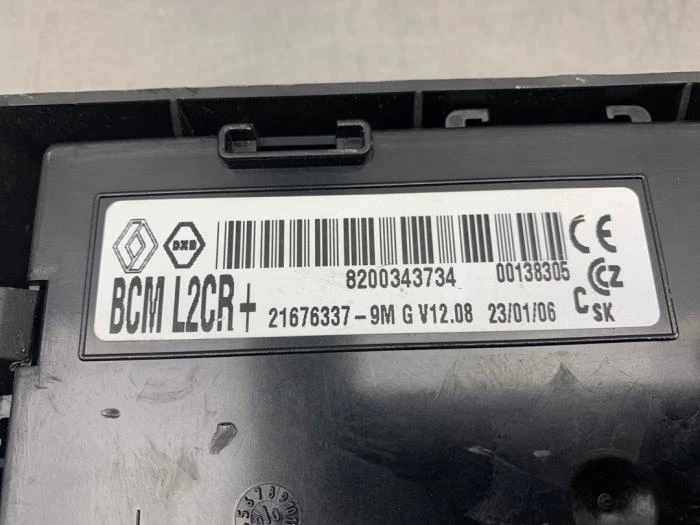 8200343734 00138305
BCM L2CR+ 21676337-9M G V12.08 23/01/06
CE
CZ
C SK